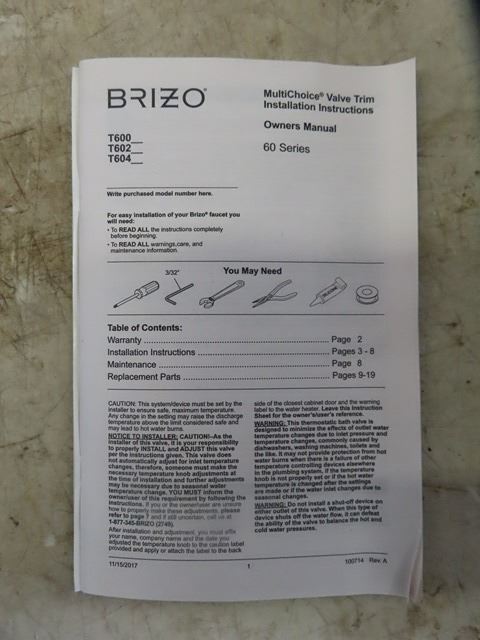 BRIZO®
MultiChoice® Valve Trim
Installation Instructions
Owners Manual
60 Series
T600__
T602__
T604__
Write purchased model number here.
For easy installation of your Brizo® faucet you
will need:
• To READ ALL the instructions completely
before beginning.
• To READ ALL warnings,care, and
maintenance information.
You May Need
3/32"
Table of Contents:
Warranty ........ Page 2
Installation Instructions ........ Pages 3 - 8
Maintenance ........ Page 8
Replacement Parts ........ Pages 9-19
CAUTION: This system/device must be set by the
installer to ensure safe, maximum temperature.
Any change in the setting may raise the discharge
temperature above the limit considered safe and
may lead to hot water burns.
NOTICE TO INSTALLER: CAUTION!–As the
installer of this valve, it is your responsibility
to properly INSTALL and ADJUST this valve
per the instructions given. This valve does
not automatically adjust for inlet temperature
changes, therefore, someone must make the
necessary temperature knob adjustments at
the time of installation and further adjustments
may be necessary due to seasonal water
temperature change. YOU MUST inform the
owner/user of this requirement by following the
instructions. If you or the owner/user are unsure
how to properly make these adjustments, please
refer to page 7 and if still uncertain, call us at
1-877-345-BRIZO (2749).
After installation and adjustment, you must affix
your name, company name and the date you
adjusted the temperature knob to the caution label
provided and apply or attach the label to the back
side of the closest cabinet door and the warning
label to the water heater. Leave this Instruction
Sheet for the owner's/user's reference.
WARNING: This thermostatic bath valve is
designed to minimize the effects of outlet water
temperature changes due to inlet pressure and
temperature changes, commonly caused by
dishwashers, washing machines, toilets and
the like. It may not provide protection from hot
water burns when there is a failure of other
temperature controlling devices elsewhere
in the plumbing system, if the temperature
knob is not properly set or if the hot water
temperature is changed after the settings
are made or if the water inlet changes due to
seasonal changes.
WARNING: Do not install a shut-off device on
either outlet of this valve. When this type of
device shuts off the water flow, it can defeat
the ability of the valve to balance the hot and
cold water pressures.
11/15/2017
1
100714 Rev. A